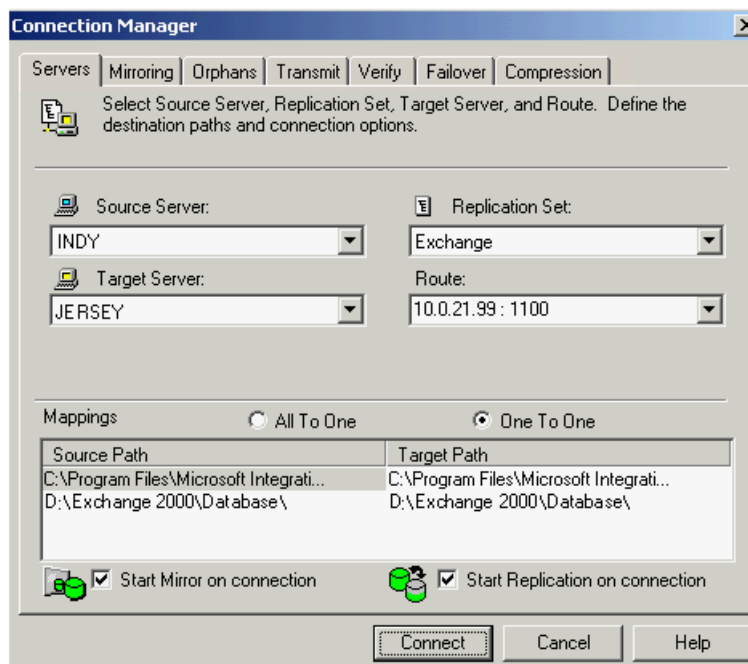 Connection Manager
Servers Mirroring Orphans Transmit Verify Failover Compression
Select Source Server, Replication Set, Target Server, and Route. Define the
destination paths and connection options.
Source Server: Replication Set:
INDY Exchange
Target Server: Route:
JERSEY 10.0.21.99 : 1100
Mappings All To One One To One
Source Path Target Path
C:\Program Files\Microsoft Integrati... C:\Program Files\Microsoft Integrati...
D:\Exchange 2000\Database\ D:\Exchange 2000\Database\
Start Mirror on connection Start Replication on connection
Connect Cancel Help